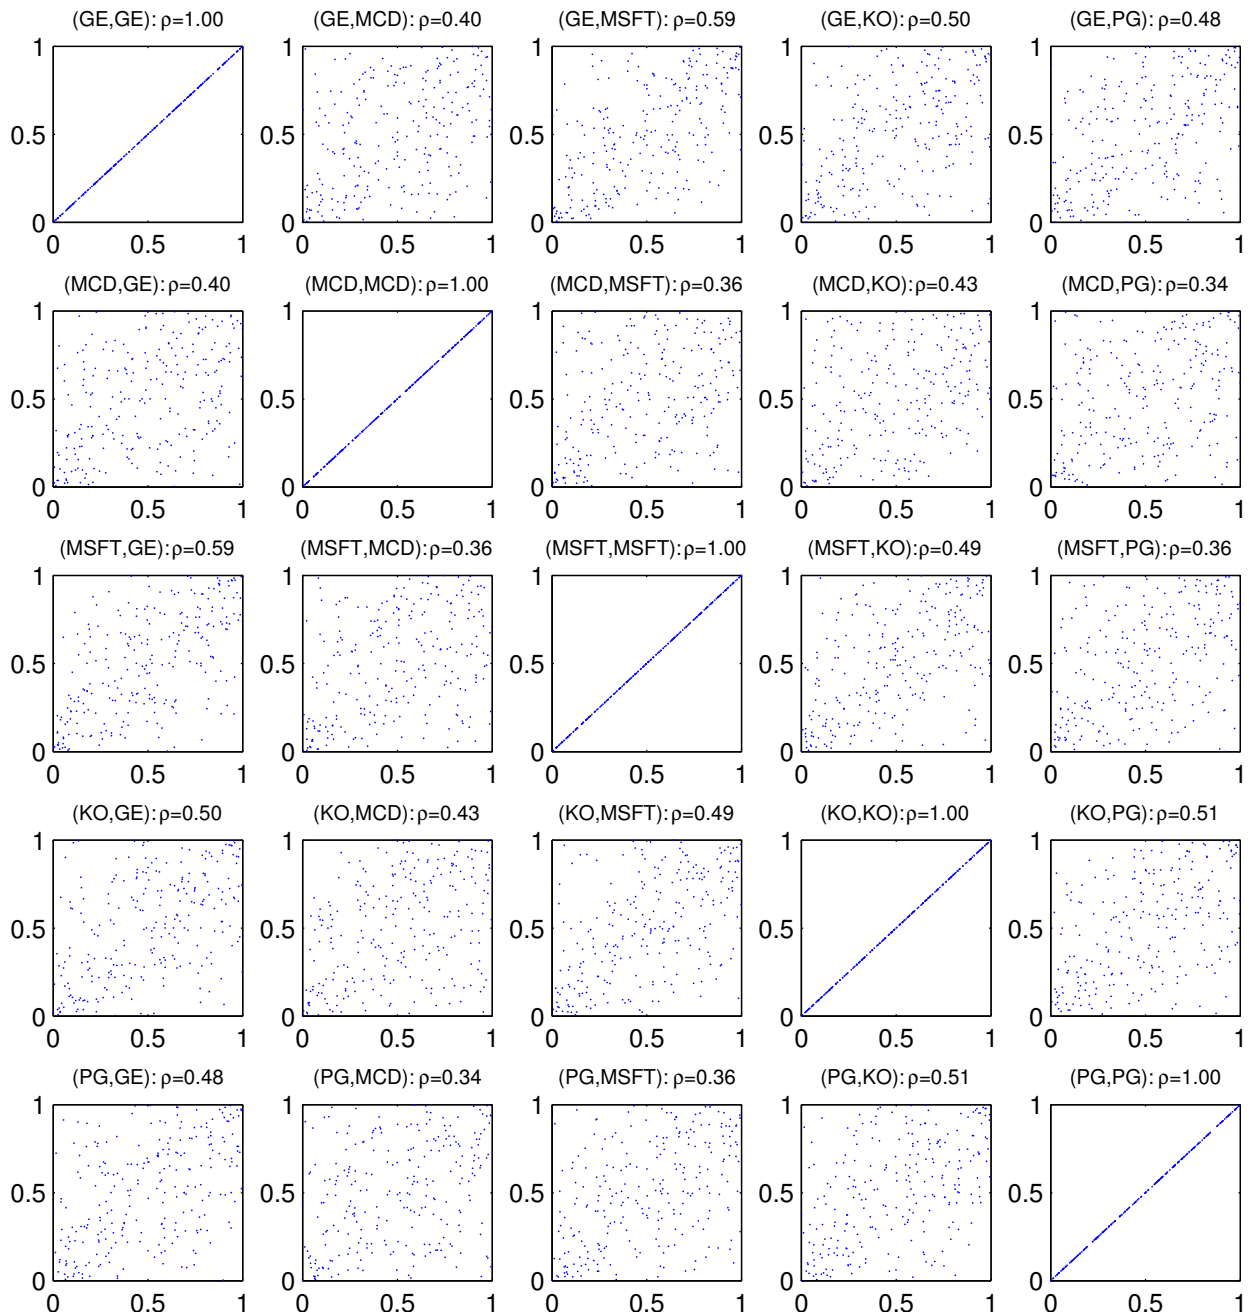 (GE,GE): ρ=1.00 (GE,MCD): ρ=0.40 (GE,MSFT): ρ=0.59 (GE,KO): ρ=0.50 (GE,PG): ρ=0.48
1 1 1 1 1
0.5 0.5 0.5 0.5 0.5
0 0 0 0 0
0 0.5 1 0 0.5 1 0 0.5 1 0 0.5 1 0 0.5 1
(MCD,GE): ρ=0.40 (MCD,MCD): ρ=1.00 (MCD,MSFT): ρ=0.36 (MCD,KO): ρ=0.43 (MCD,PG): ρ=0.34
1 1 1 1 1
0.5 0.5 0.5 0.5 0.5
0 0 0 0 0
0 0.5 1 0 0.5 1 0 0.5 1 0 0.5 1 0 0.5 1
(MSFT,GE): ρ=0.59 (MSFT,MCD): ρ=0.36 (MSFT,MSFT): ρ=1.00 (MSFT,KO): ρ=0.49 (MSFT,PG): ρ=0.36
1 1 1 1 1
0.5 0.5 0.5 0.5 0.5
0 0 0 0 0
0 0.5 1 0 0.5 1 0 0.5 1 0 0.5 1 0 0.5 1
(KO,GE): ρ=0.50 (KO,MCD): ρ=0.43 (KO,MSFT): ρ=0.49 (KO,KO): ρ=1.00 (KO,PG): ρ=0.51
1 1 1 1 1
0.5 0.5 0.5 0.5 0.5
0 0 0 0 0
0 0.5 1 0 0.5 1 0 0.5 1 0 0.5 1 0 0.5 1
(PG,GE): ρ=0.48 (PG,MCD): ρ=0.34 (PG,MSFT): ρ=0.36 (PG,KO): ρ=0.51 (PG,PG): ρ=1.00
1 1 1 1 1
0.5 0.5 0.5 0.5 0.5
0 0 0 0 0
0 0.5 1 0 0.5 1 0 0.5 1 0 0.5 1 0 0.5 1